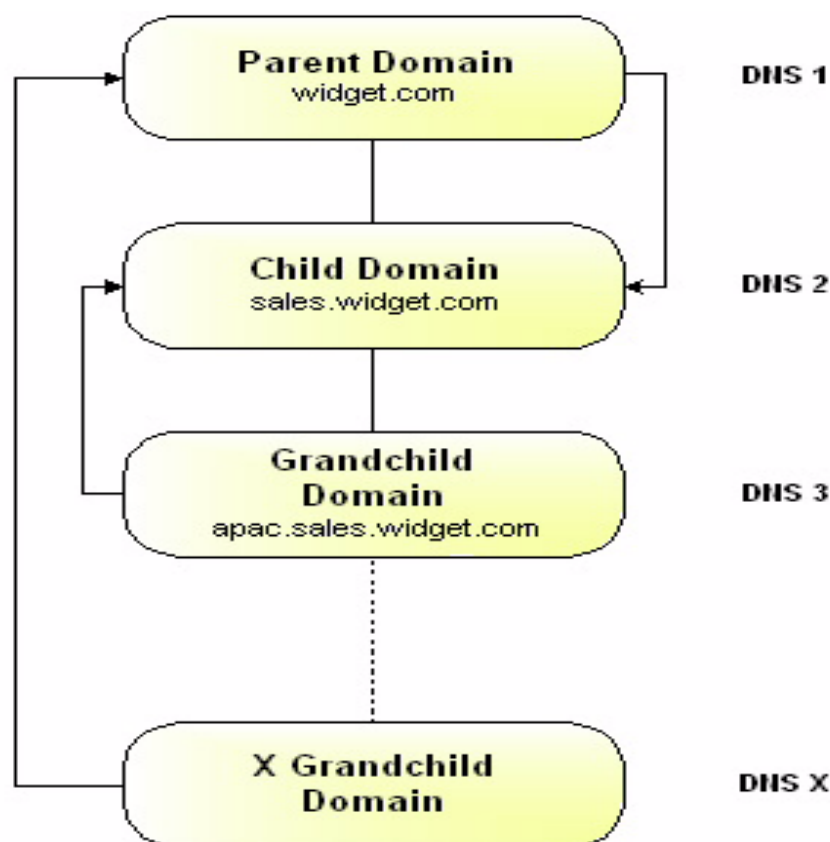 Parent Domain
widget.com
DNS 1
Child Domain
sales.widget.com
DNS 2
Grandchild
Domain
apac.sales.widget.com
DNS 3
X Grandchild
Domain
DNS X